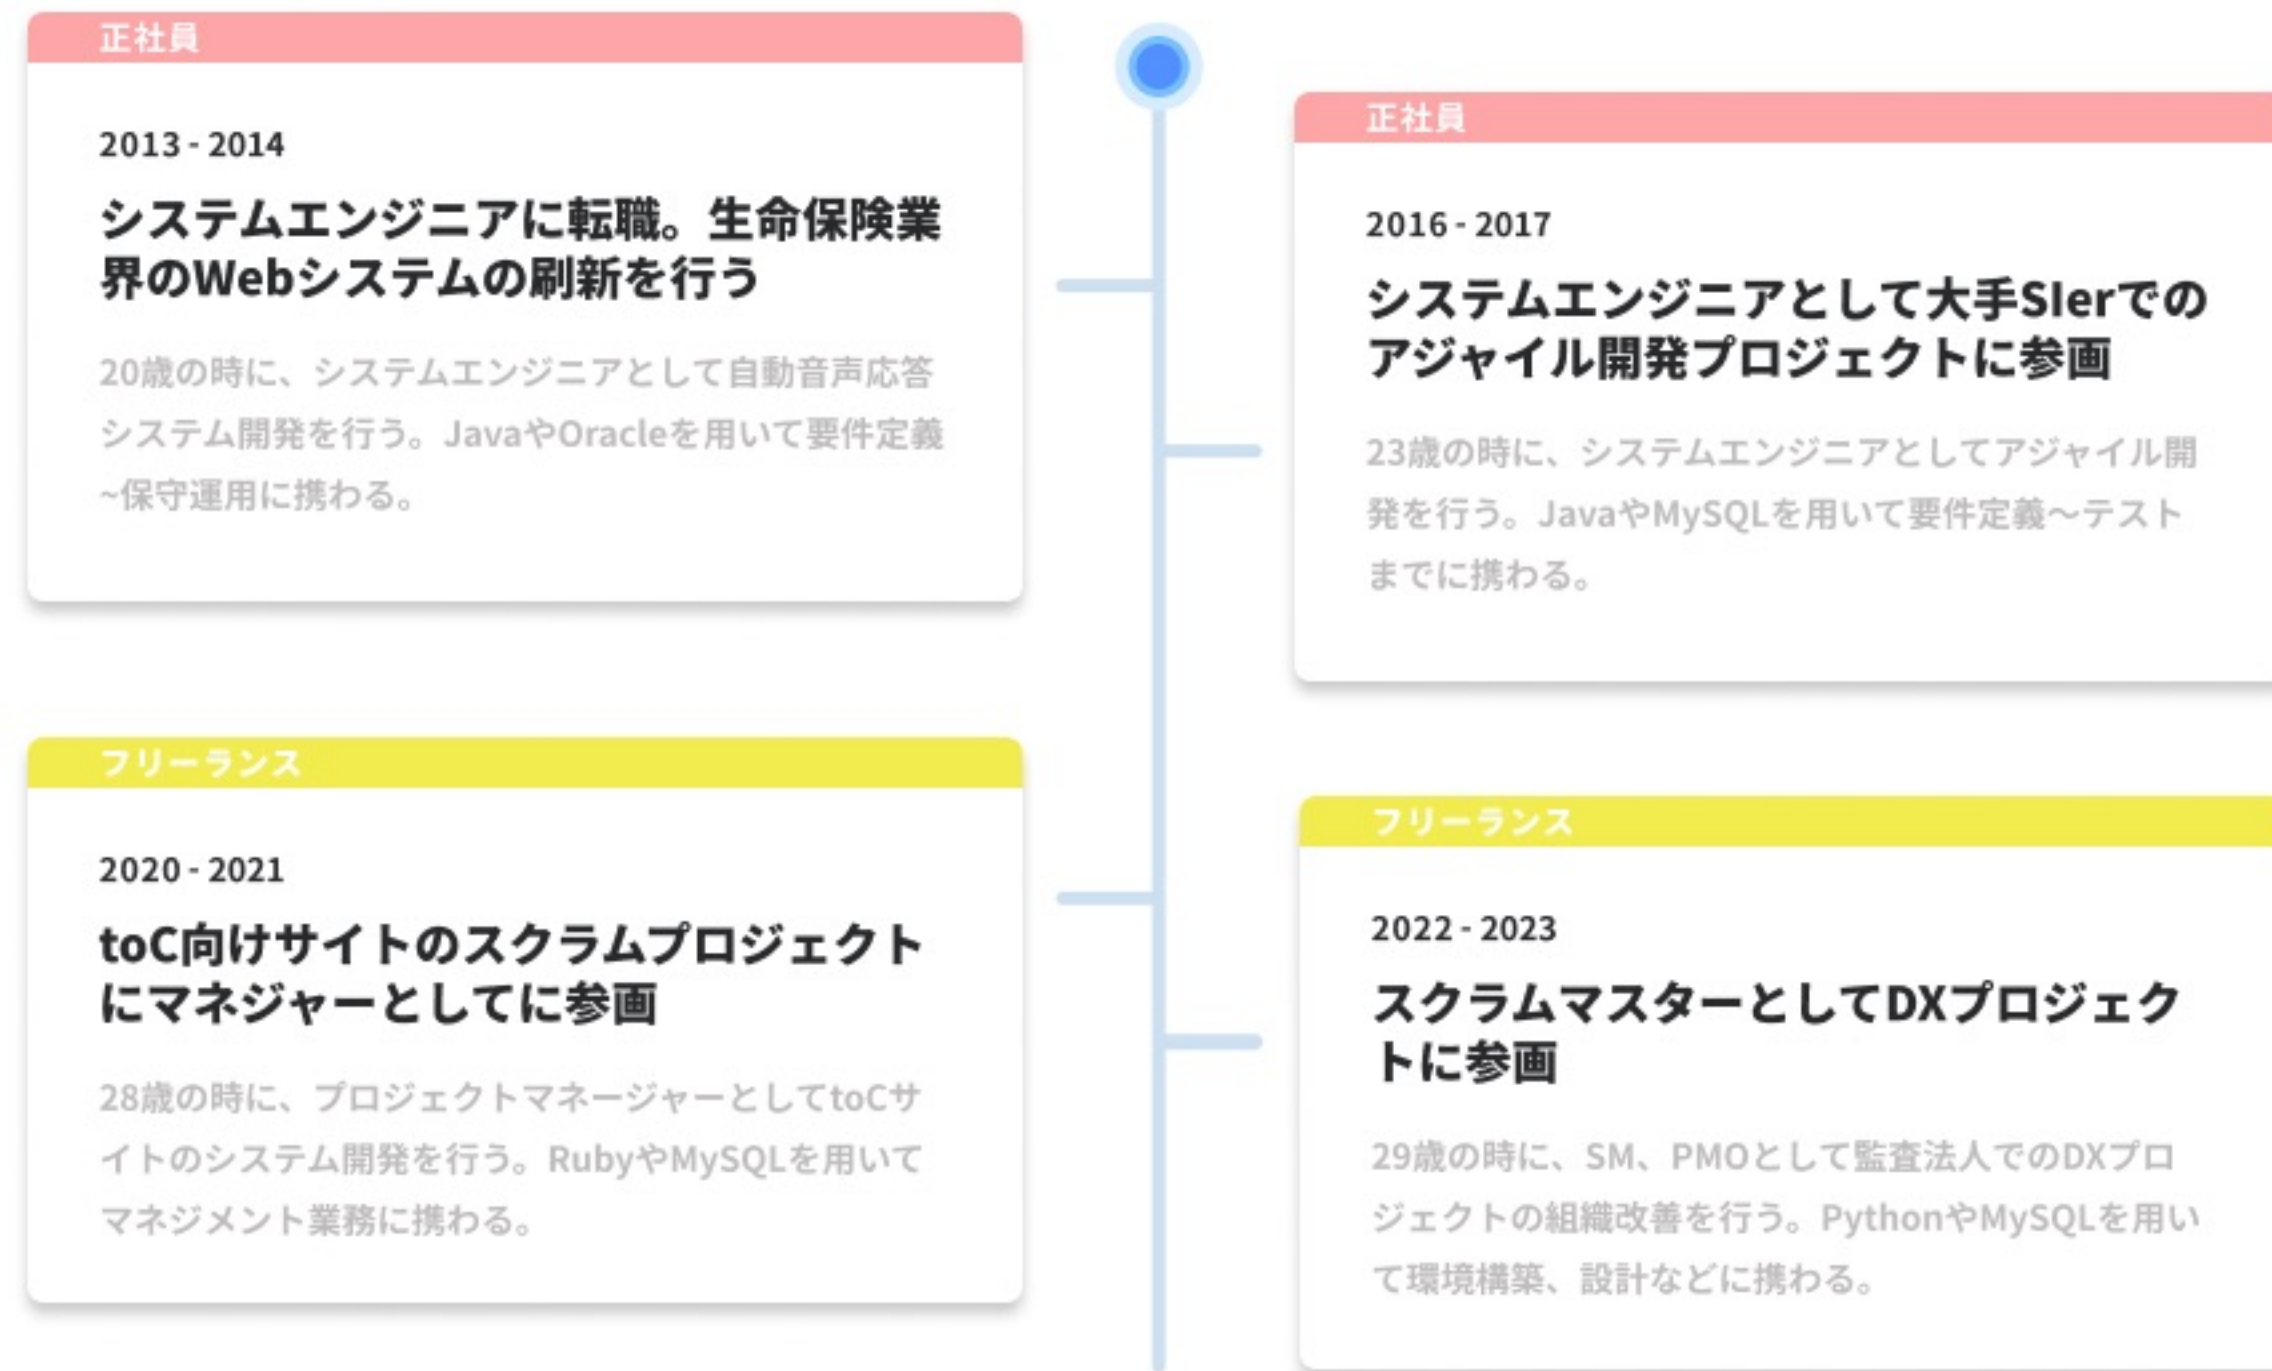 正社員
2013 - 2014
システムエンジニアに転職。生命保険業
界のWebシステムの刷新を行う
20歳の時に、システムエンジニアとして自動音声応答
システム開発を行う。JavaやOracleを用いて要件定義
~保守運用に携わる。
正社員
2016 - 2017
システムエンジニアとして大手SIerでの
アジャイル開発プロジェクトに参画
23歳の時に、システムエンジニアとしてアジャイル開
発を行う。JavaやMySQLを用いて要件定義〜テスト
までに携わる。
フリーランス
2020 - 2021
toC向けサイトのスクラムプロジェクト
にマネジャーとしてに参画
28歳の時に、プロジェクトマネージャーとしてtoCサ
イトのシステム開発を行う。RubyやMySQLを用いて
マネジメント業務に携わる。
フリーランス
2022 - 2023
スクラムマスターとしてDXプロジェク
トに参画
29歳の時に、SM、PMOとして監査法人でのDXプロ
ジェクトの組織改善を行う。PythonやMySQLを用い
て環境構築、設計などに携わる。